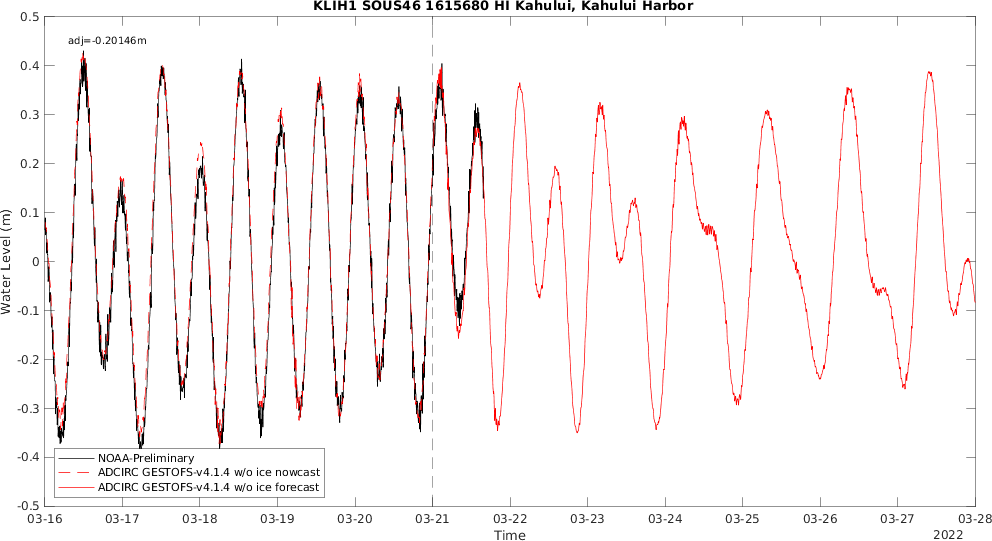 KLIH1 SOUS46 1615680 HI Kahului, Kahului Harbor
0.5
adj=-0.20146m
0.4
0.3
0.2
0.1
0
-0.1
-0.2
-0.3
-0.4
-0.5
Water Level (m)
NOAA-Preliminary
ADCIRC GESTOFS-v4.1.4 w/o ice nowcast
ADCIRC GESTOFS-v4.1.4 w/o ice forecast
03-16 03-17 03-18 03-19 03-20 03-21 03-22 03-23 03-24 03-25 03-26 03-27 03-28
Time
2022